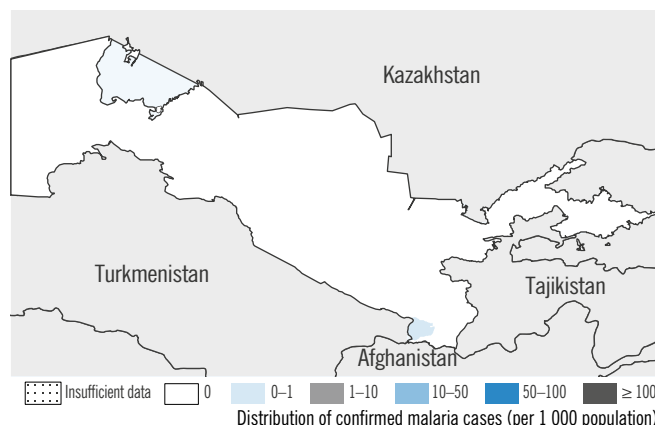 Kazakhstan
Turkmenistan
Tajikistan
Afghanistan
Insufficient data 0 0–1 1–10 10–50 50–100 ≥ 100
Distribution of confirmed malaria cases (per 1 000 population)